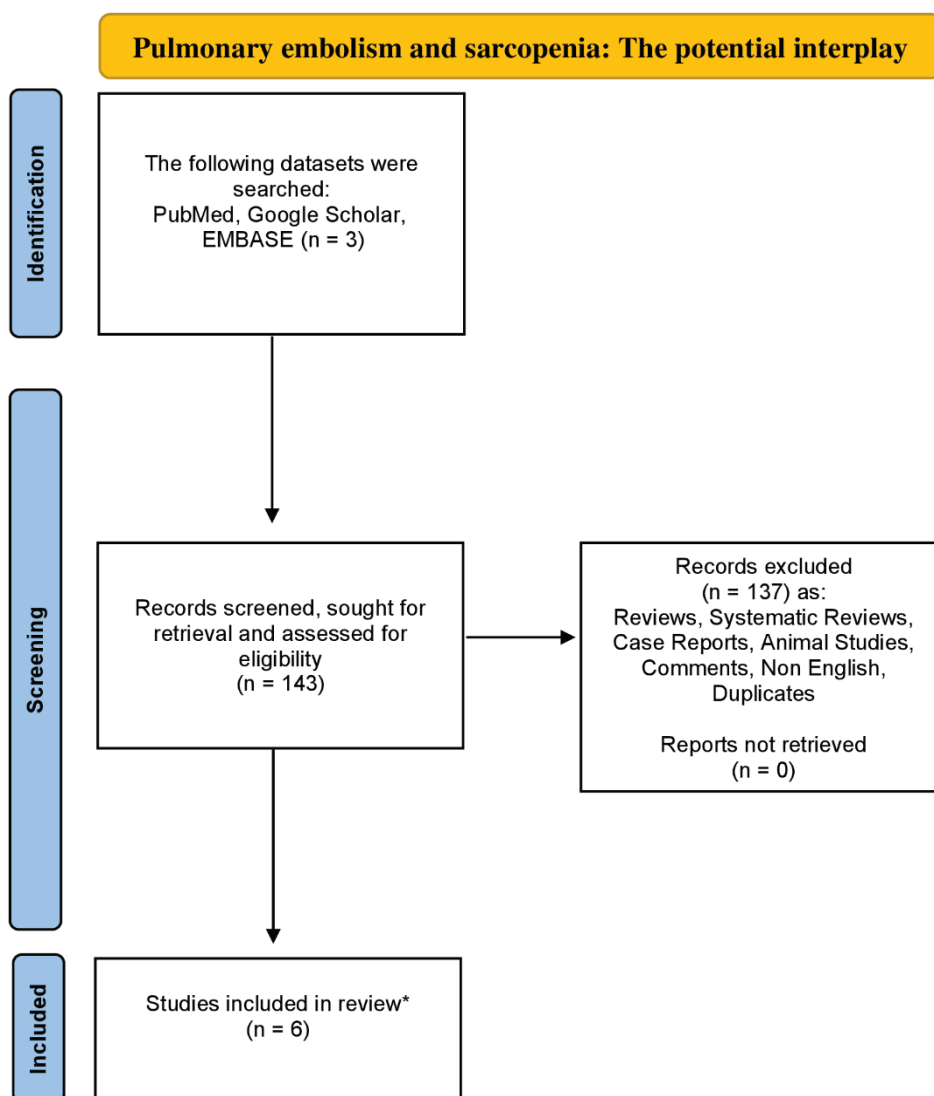 Pulmonary embolism and sarcopenia: The potential interplay
Identification
The following datasets were
searched:
PubMed, Google Scholar,
EMBASE (n = 3)
Screening
Records screened, sought for
retrieval and assessed for
eligibility
(n = 143)
Records excluded
(n = 137) as:
Reviews, Systematic Reviews,
Case Reports, Animal Studies,
Comments, Non English,
Duplicates
Reports not retrieved
(n = 0)
Included
Studies included in review*
(n = 6)